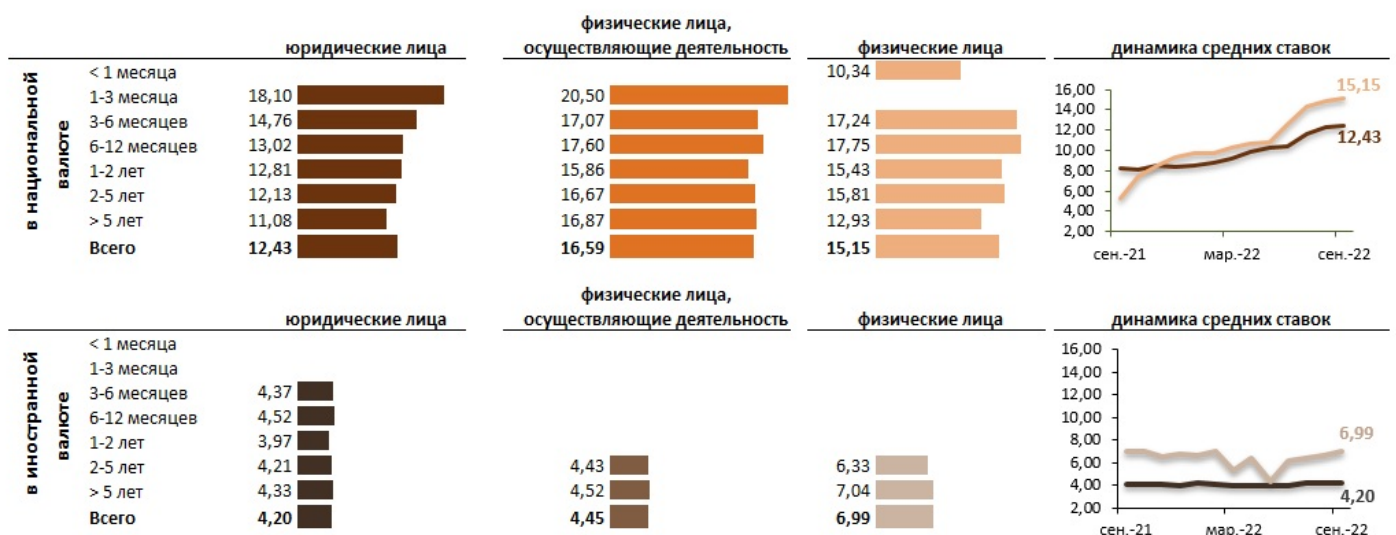 физические лица,
юридические лица осуществляющие деятельность физические лица динамика средних ставок
в национальной валюте
< 1 месяца 10,34
1-3 месяца 18,10 20,50
3-6 месяцев 14,76 17,07 17,24
6-12 месяцев 13,02 17,60 17,75
1-2 лет 12,81 15,86 15,43
2-5 лет 12,13 16,67 15,81
> 5 лет 11,08 16,87 12,93
Всего 12,43 16,59 15,15
16,00
14,00
12,00
10,00
8,00
6,00
4,00
2,00
15,15
12,43
сен.-21 мар.-22 сен.-22
физические лица,
юридические лица осуществляющие деятельность физические лица динамика средних ставок
в иностранной валюте
< 1 месяца
1-3 месяца
3-6 месяцев 4,37
6-12 месяцев 4,52
1-2 лет 3,97
2-5 лет 4,21 4,43 6,33
> 5 лет 4,33 4,52 7,04
Всего 4,20 4,45 6,99
16,00
14,00
12,00
10,00
8,00
6,00
4,00
2,00
6,99
4,20
сен.-21 мар.-22 сен.-22